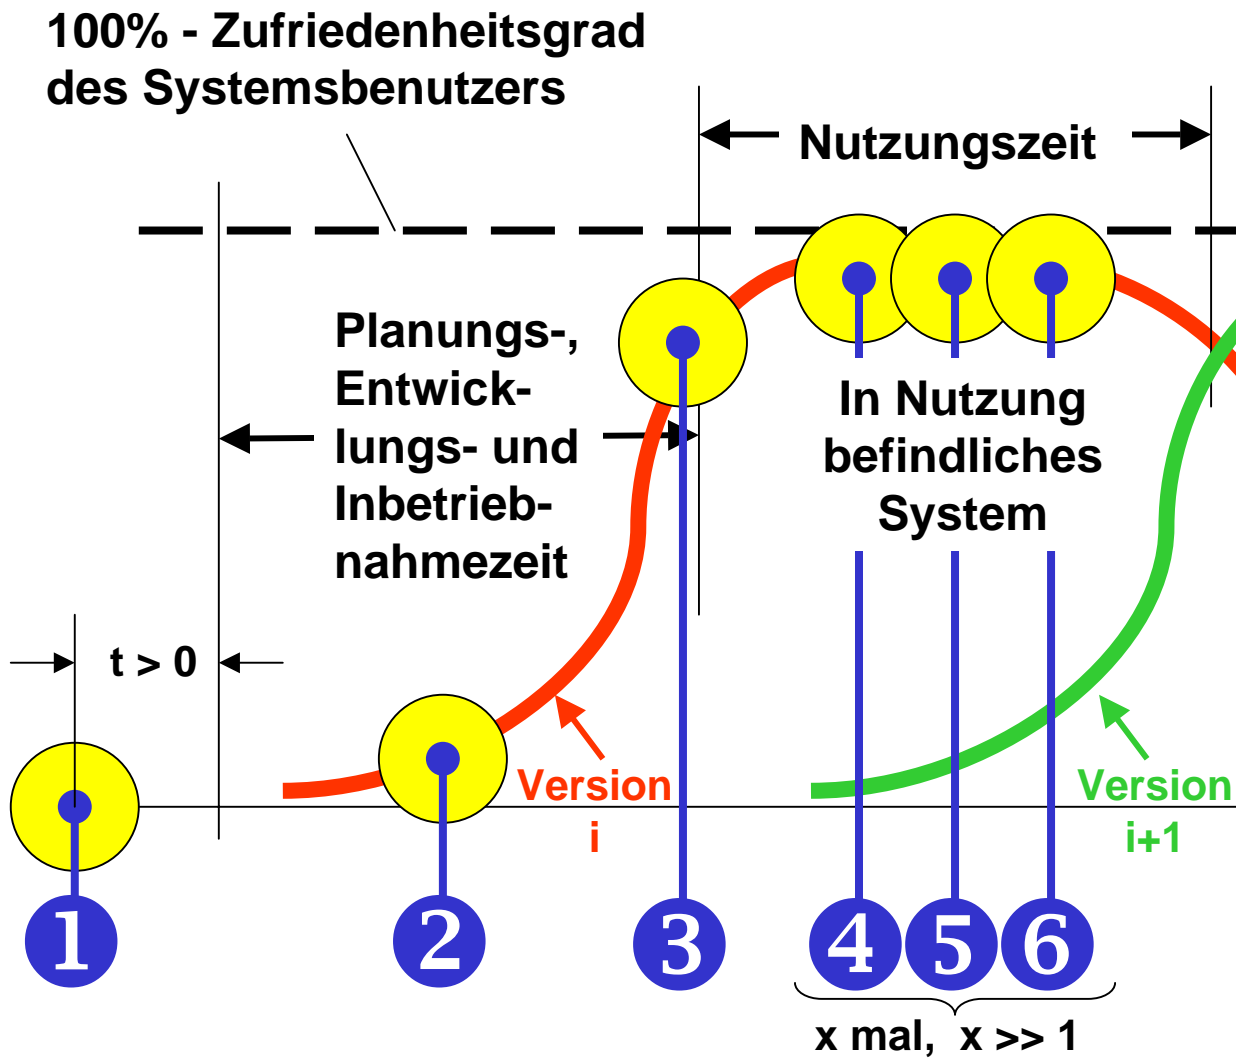 100% - Zufriedenheitsgrad
des Systemsbenutzers
Nutzungszeit
Planungs-,
Entwick-
lungs- und
Inbetrieb-
nahmezeit
In Nutzung
befindliches
System
t > 0
Version
i
Version
i+1
1
2
3
4
5
6
x mal, x >> 1